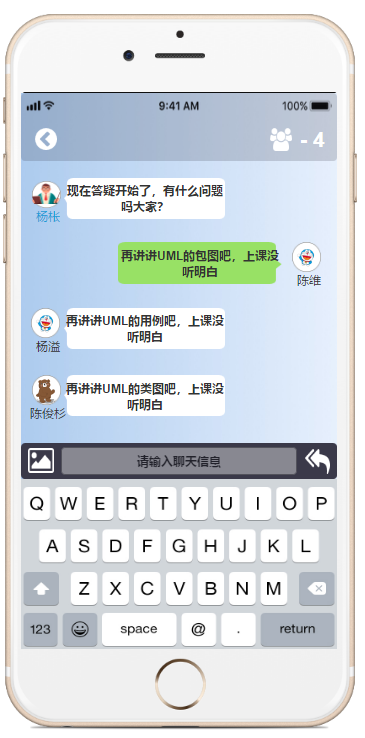 9:41 AM 100%
- 4
现在答疑开始了，有什么问题
吗大家？
杨枨
再讲讲UML的包图吧，上课没
听明白
陈维
再讲讲UML的用例吧，上课没
听明白
杨溢
再讲讲UML的类图吧，上课没
听明白
陈俊杉
请输入聊天信息
Q W E R T Y U I O P
A S D F G H J K L
Z X C V B N M
123 space @ . return